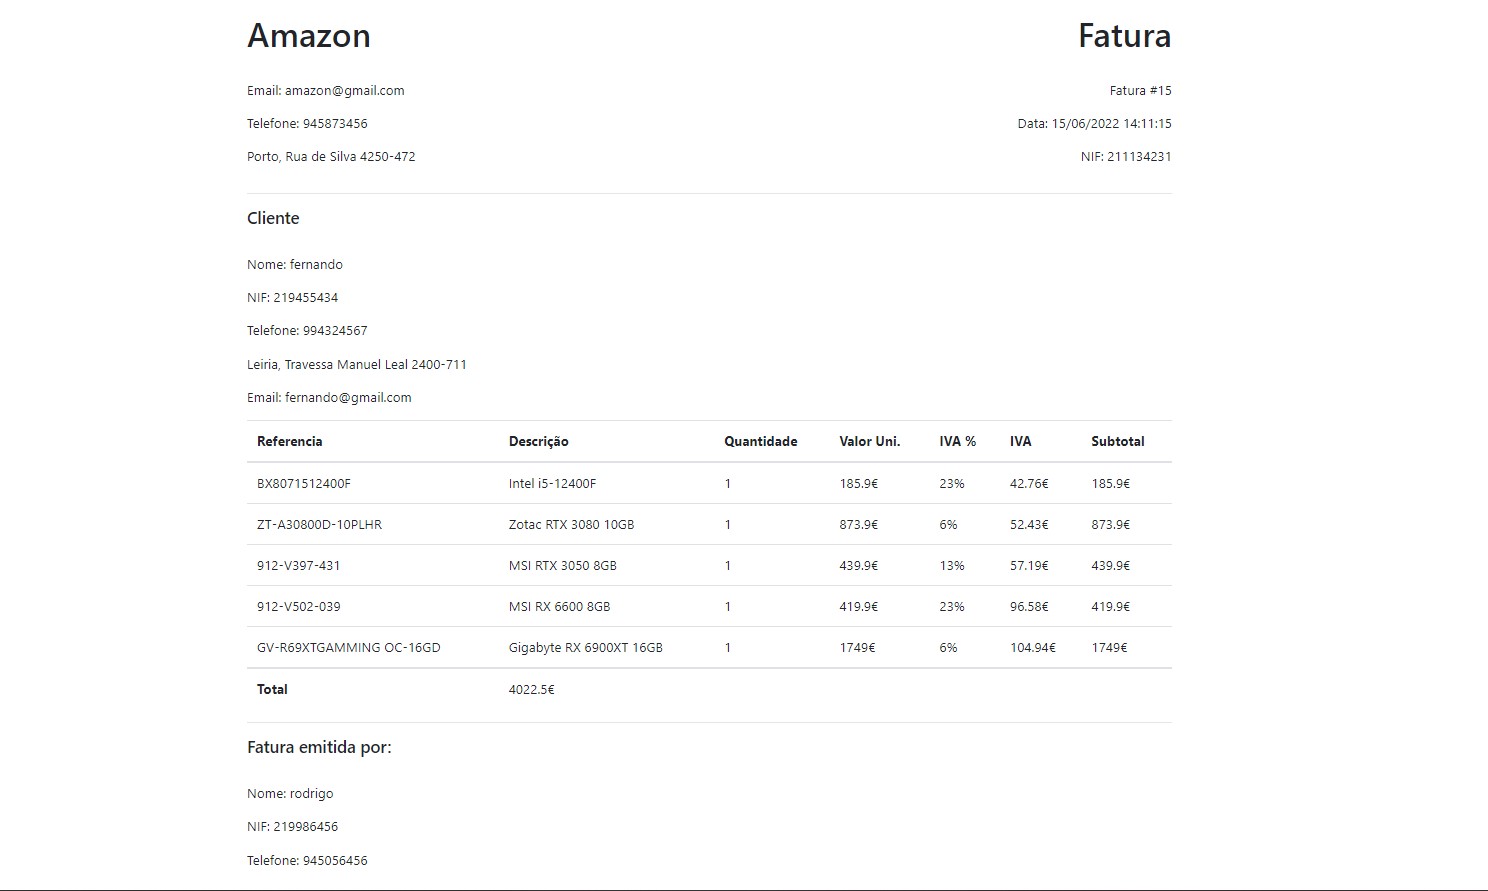 Amazon
Fatura
Email: amazon@gmail.com
Fatura #15
Telefone: 945873456
Data: 15/06/2022 14:11:15
Porto, Rua de Silva 4250-472
NIF: 211134231
Cliente
Nome: fernando
NIF: 219455434
Telefone: 994324567
Leiria, Travessa Manuel Leal 2400-711
Email: fernando@gmail.com
Referencia Descrição Quantidade Valor Uni. IVA % IVA Subtotal
BX8071512400F Intel i5-12400F 1 185.9€ 23% 42.76€ 185.9€
ZT-A30800D-10PLHR Zotac RTX 3080 10GB 1 873.9€ 6% 52.43€ 873.9€
912-V397-431 MSI RTX 3050 8GB 1 439.9€ 13% 57.19€ 439.9€
912-V502-039 MSI RX 6600 8GB 1 419.9€ 23% 96.58€ 419.9€
GV-R69XTGAMMING OC-16GD Gigabyte RX 6900XT 16GB 1 1749€ 6% 104.94€ 1749€
Total 4022.5€
Fatura emitida por:
Nome: rodrigo
NIF: 219986456
Telefone: 945056456